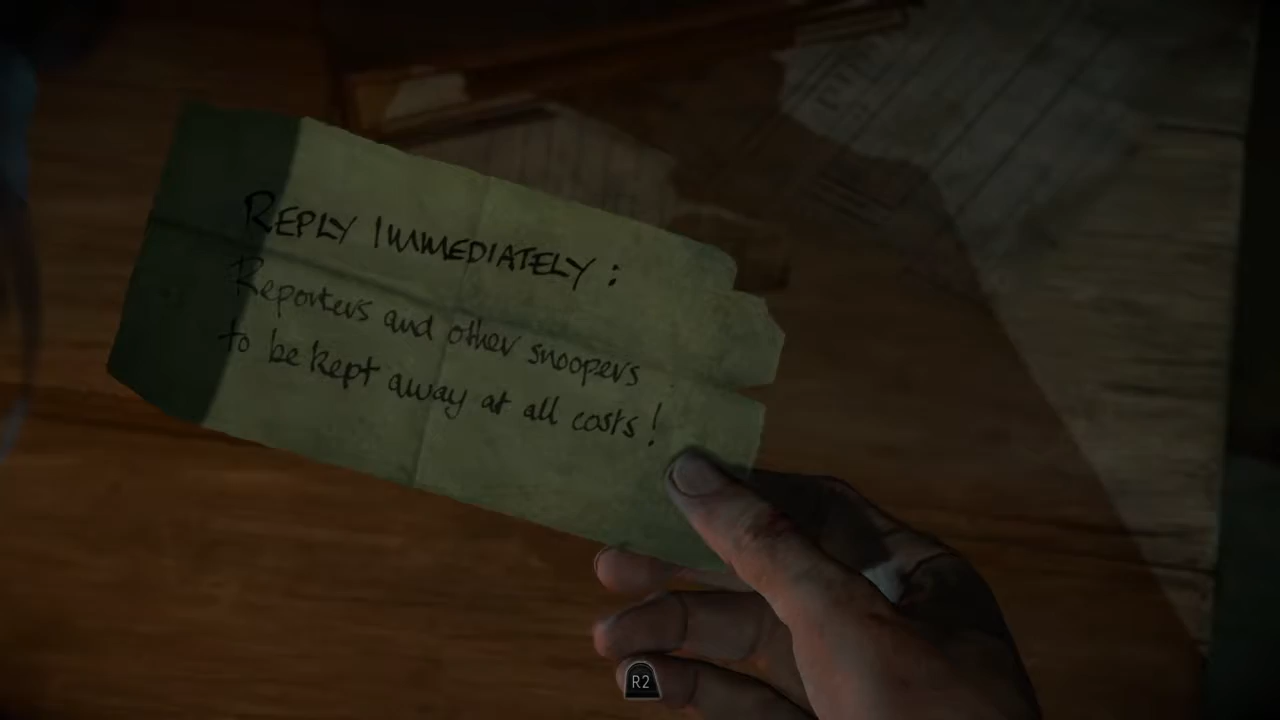 REPLY IMMEDIATELY :
Reporters and other snoopers
to be kept away at all costs!
R2